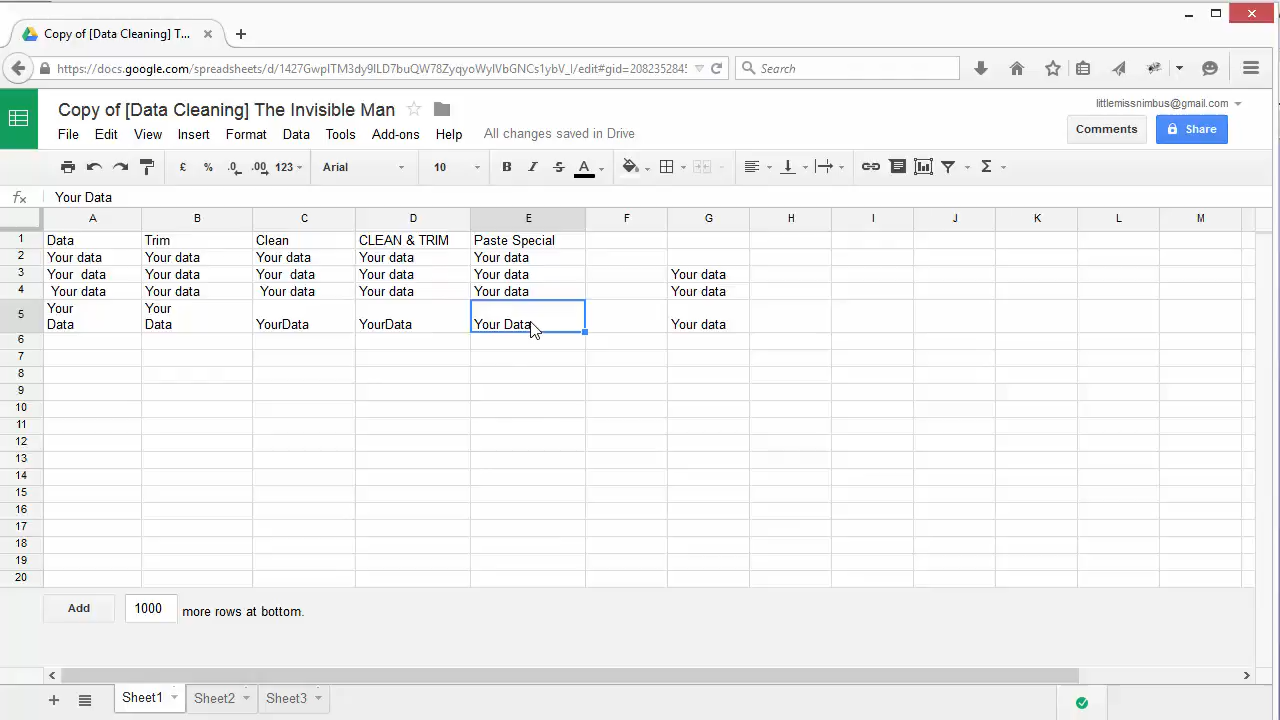 Copy of [Data Cleaning] T...
https://docs.google.com/spreadsheets/d/1427GwpITM3dy9ILD7buQW78ZyqyoWyIVbGNCs1ybV_I/edit#gid=208235284
Search
Copy of [Data Cleaning] The Invisible Man
littlemissnimbus@gmail.com
File Edit View Insert Format Data Tools Add-ons Help All changes saved in Drive
Comments Share
£ % .0 .00 123 Arial 10 B I S A Σ
fx Your Data
A B C D E F G H I J K L M
1 Data Trim Clean CLEAN & TRIM Paste Special
2 Your data Your data Your data Your data Your data
3 Your  data Your data Your  data Your data Your data Your data
4  Your data Your data  Your data Your data Your data Your data
Your Your
5 Data Data YourData YourData Your Data Your data
6
7
8
9
10
11
12
13
14
15
16
17
18
19
20
Add 1000 more rows at bottom.
Sheet1 Sheet2 Sheet3